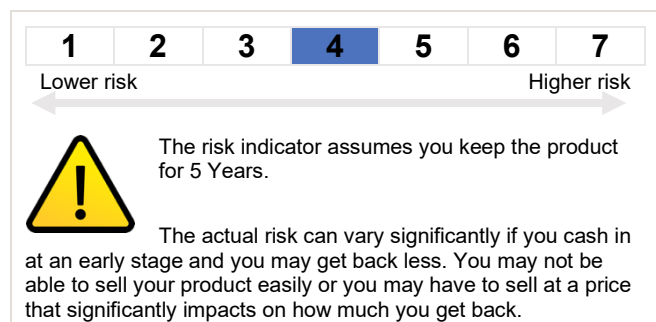 1 2 3 4 5 6 7
Lower risk Higher risk
The risk indicator assumes you keep the product
for 5 Years.
The actual risk can vary significantly if you cash in
at an early stage and you may get back less. You may not be
able to sell your product easily or you may have to sell at a price
that significantly impacts on how much you get back.